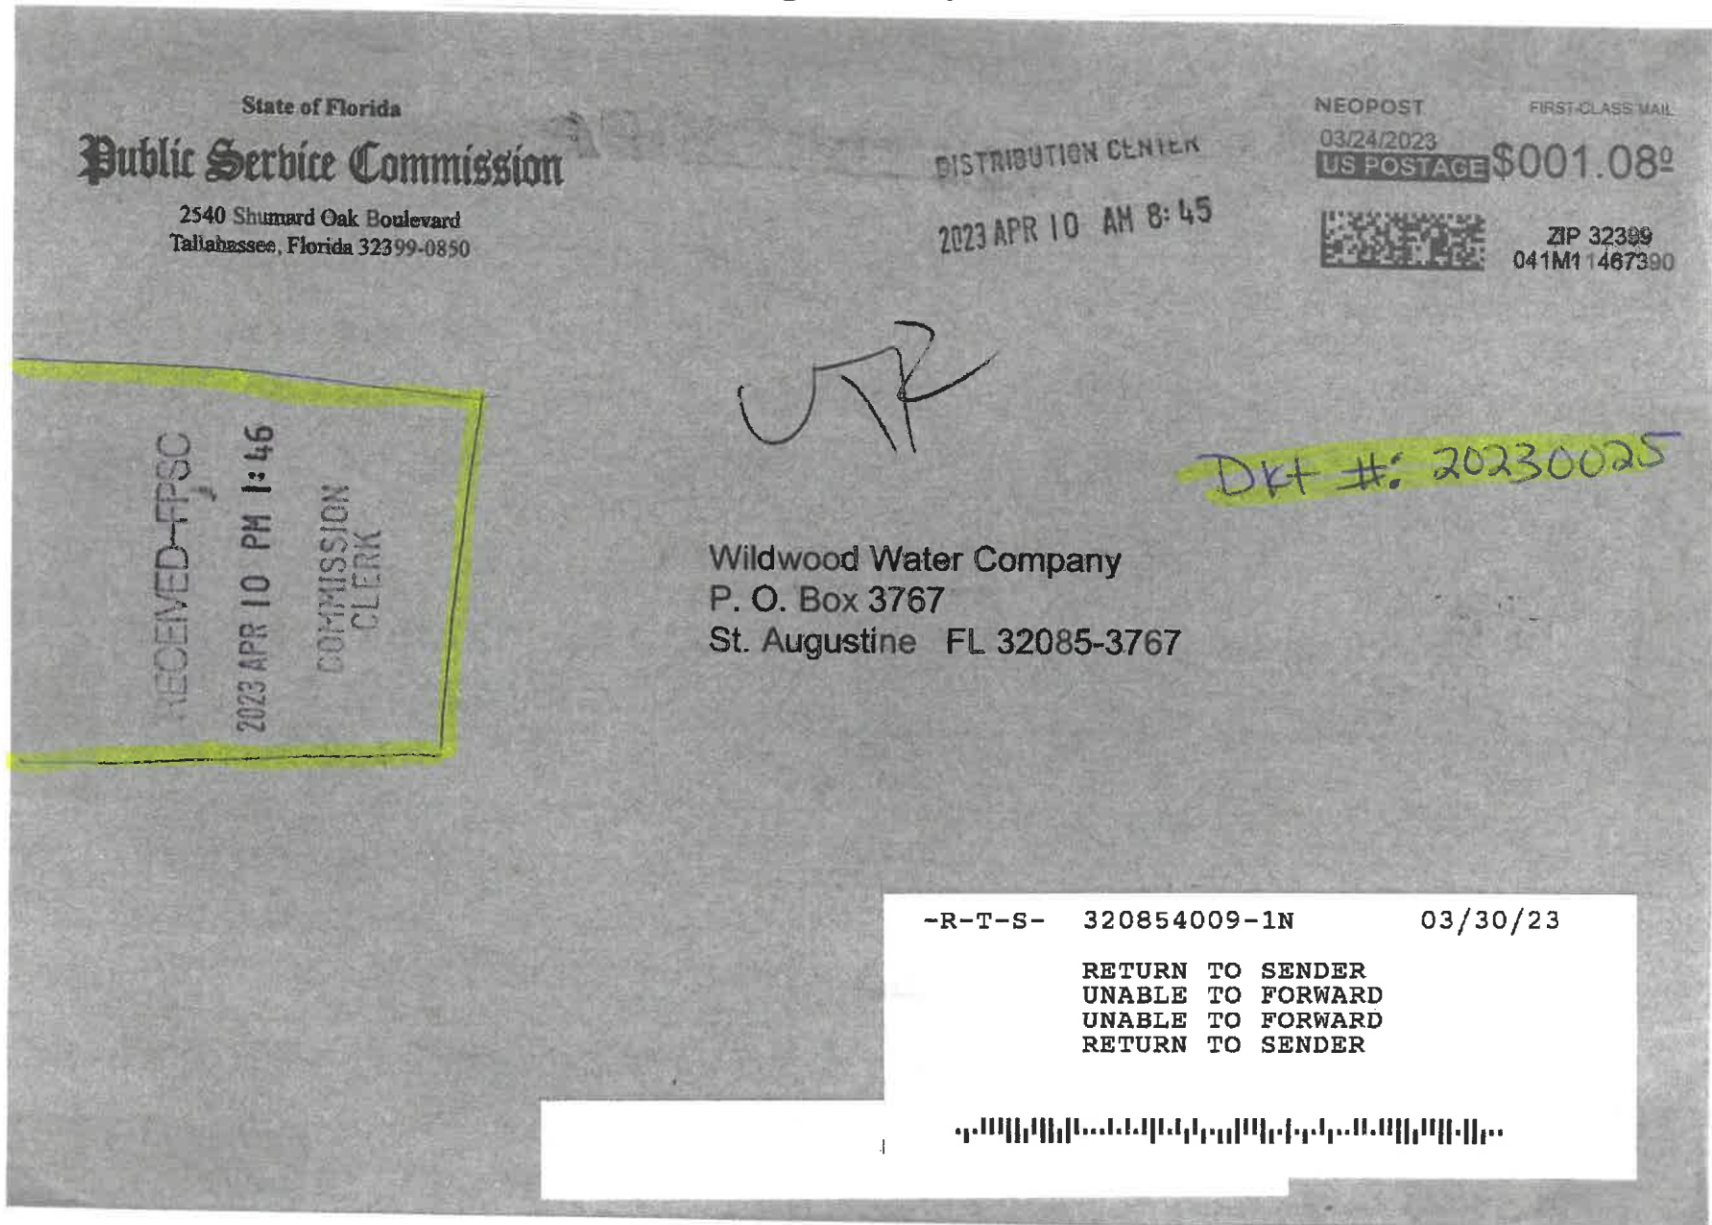 State of Florida
Public Service Commission
2540 Shumard Oak Boulevard
Tallahassee, Florida 32399-0850
DISTRIBUTION CENTER
2023 APR 10 AM 8:45
NEOPOST FIRST-CLASS MAIL
03/24/2023
US POSTAGE $001.08⁰
ZIP 32399
041M11467390
RECEIVED-FPSC
2023 APR 10 PM 1:46
COMMISSION
CLERK
Dkt #: 20230025
Wildwood Water Company
P. O. Box 3767
St. Augustine FL 32085-3767
-R-T-S- 320854009-1N 03/30/23
RETURN TO SENDER
UNABLE TO FORWARD
UNABLE TO FORWARD
RETURN TO SENDER